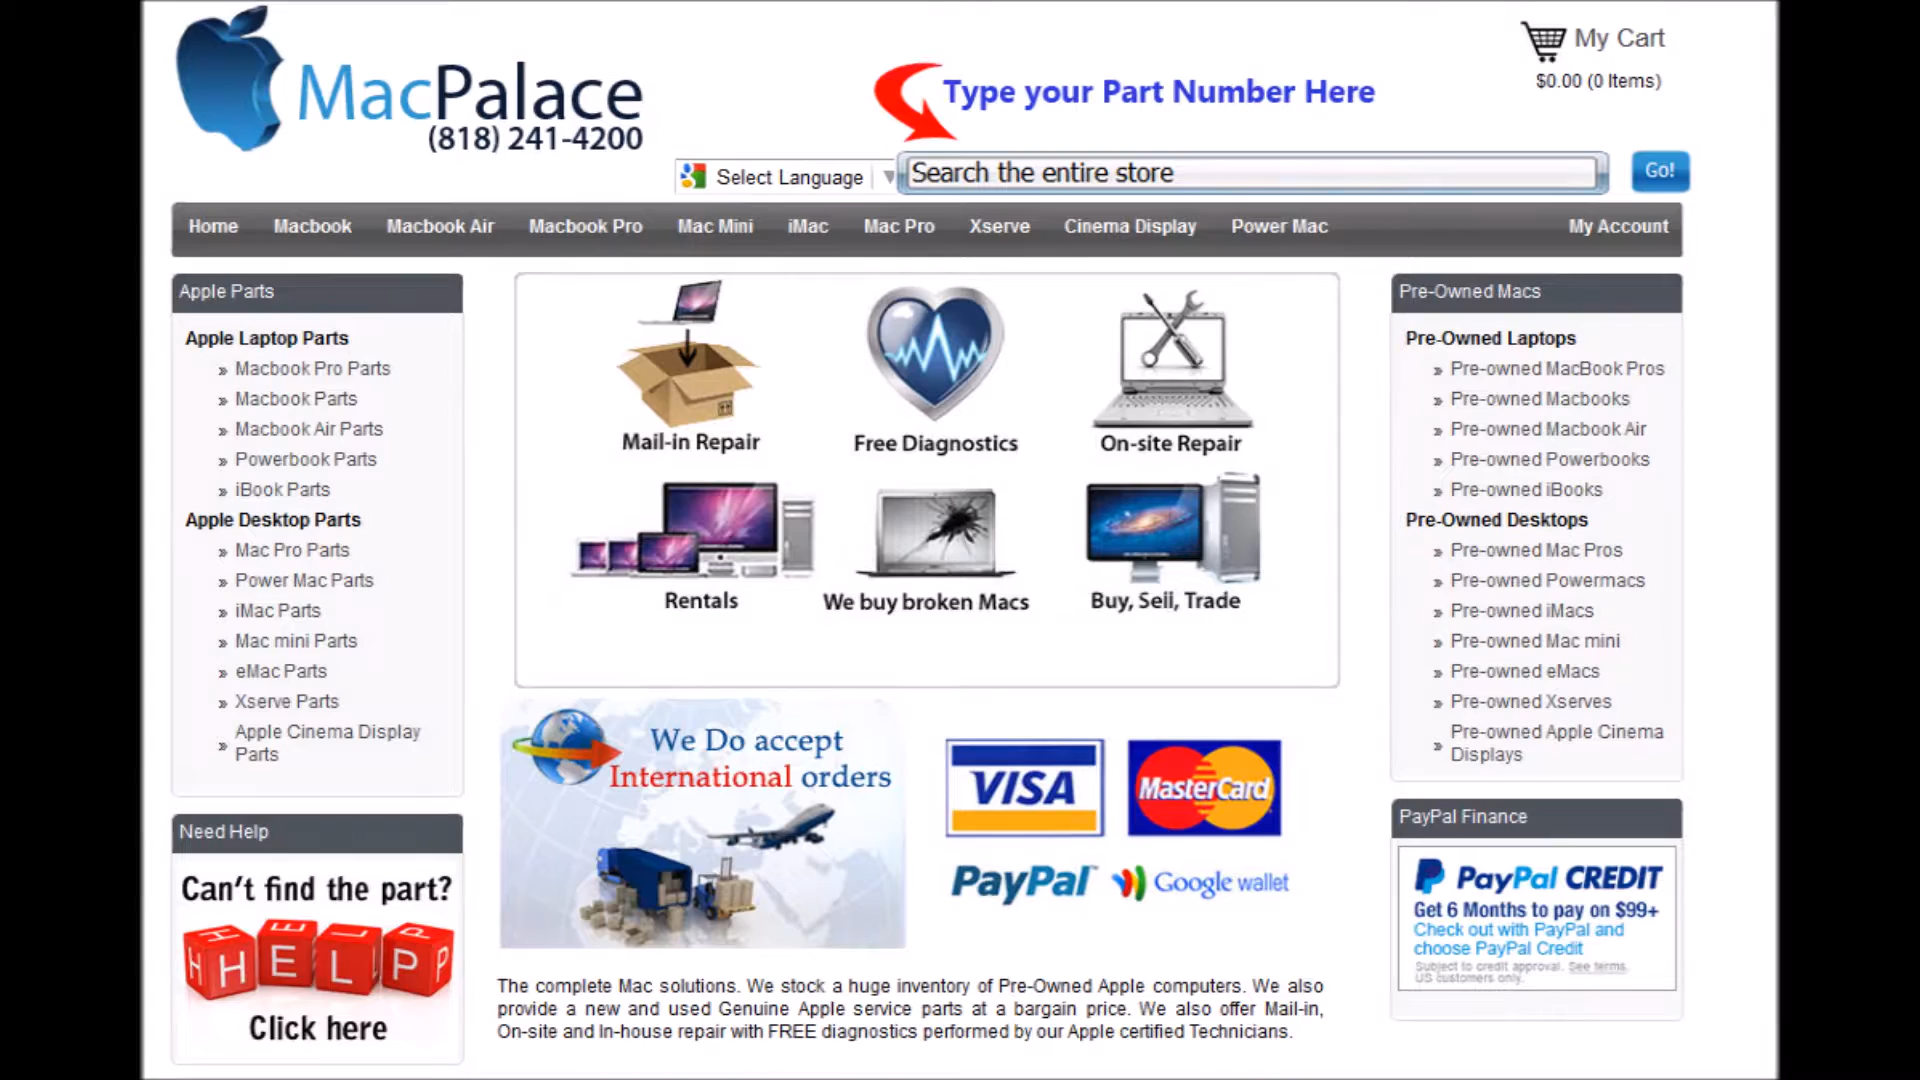 MacPalace
(818) 241-4200
Type your Part Number Here
My Cart
$0.00 (0 Items)
Select Language
Search the entire store
Go!
Home Macbook Macbook Air Macbook Pro Mac Mini iMac Mac Pro Xserve Cinema Display Power Mac My Account
Apple Parts
Apple Laptop Parts
» Macbook Pro Parts
» Macbook Parts
» Macbook Air Parts
» Powerbook Parts
» iBook Parts
Apple Desktop Parts
» Mac Pro Parts
» Power Mac Parts
» iMac Parts
» Mac mini Parts
» eMac Parts
» Xserve Parts
» Apple Cinema Display
Parts
Need Help
Can't find the part?
HELP
Click here
Mail-in Repair
Free Diagnostics
On-site Repair
Rentals
We buy broken Macs
Buy, Sell, Trade
We Do accept
International orders
VISA
MasterCard
PayPal
Google wallet
The complete Mac solutions. We stock a huge inventory of Pre-Owned Apple computers. We also
provide a new and used Genuine Apple service parts at a bargain price. We also offer Mail-in,
On-site and In-house repair with FREE diagnostics performed by our Apple certified Technicians.
Pre-Owned Macs
Pre-Owned Laptops
» Pre-owned MacBook Pros
» Pre-owned Macbooks
» Pre-owned Macbook Air
» Pre-owned Powerbooks
» Pre-owned iBooks
Pre-Owned Desktops
» Pre-owned Mac Pros
» Pre-owned Powermacs
» Pre-owned iMacs
» Pre-owned Mac mini
» Pre-owned eMacs
» Pre-owned Xserves
» Pre-owned Apple Cinema
Displays
PayPal Finance
PayPal CREDIT
Get 6 Months to pay on $99+
Check out with PayPal and
choose PayPal Credit
Subject to credit approval. See terms.
US customers only.